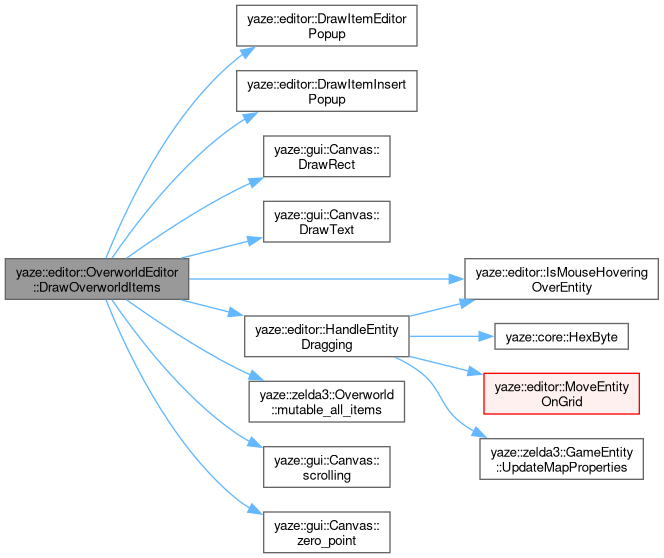 yaze::editor::DrawItemEditor
Popup
yaze::editor::DrawItemInsert
Popup
yaze::gui::Canvas::
DrawRect
yaze::gui::Canvas::
DrawText
yaze::editor::OverworldEditor
::DrawOverworldItems
yaze::editor::IsMouseHovering
OverEntity
yaze::editor::HandleEntity
Dragging
yaze::core::HexByte
yaze::editor::MoveEntity
OnGrid
yaze::zelda3::Overworld
::mutable_all_items
yaze::zelda3::GameEntity
::UpdateMapProperties
yaze::gui::Canvas::
scrolling
yaze::gui::Canvas::
zero_point